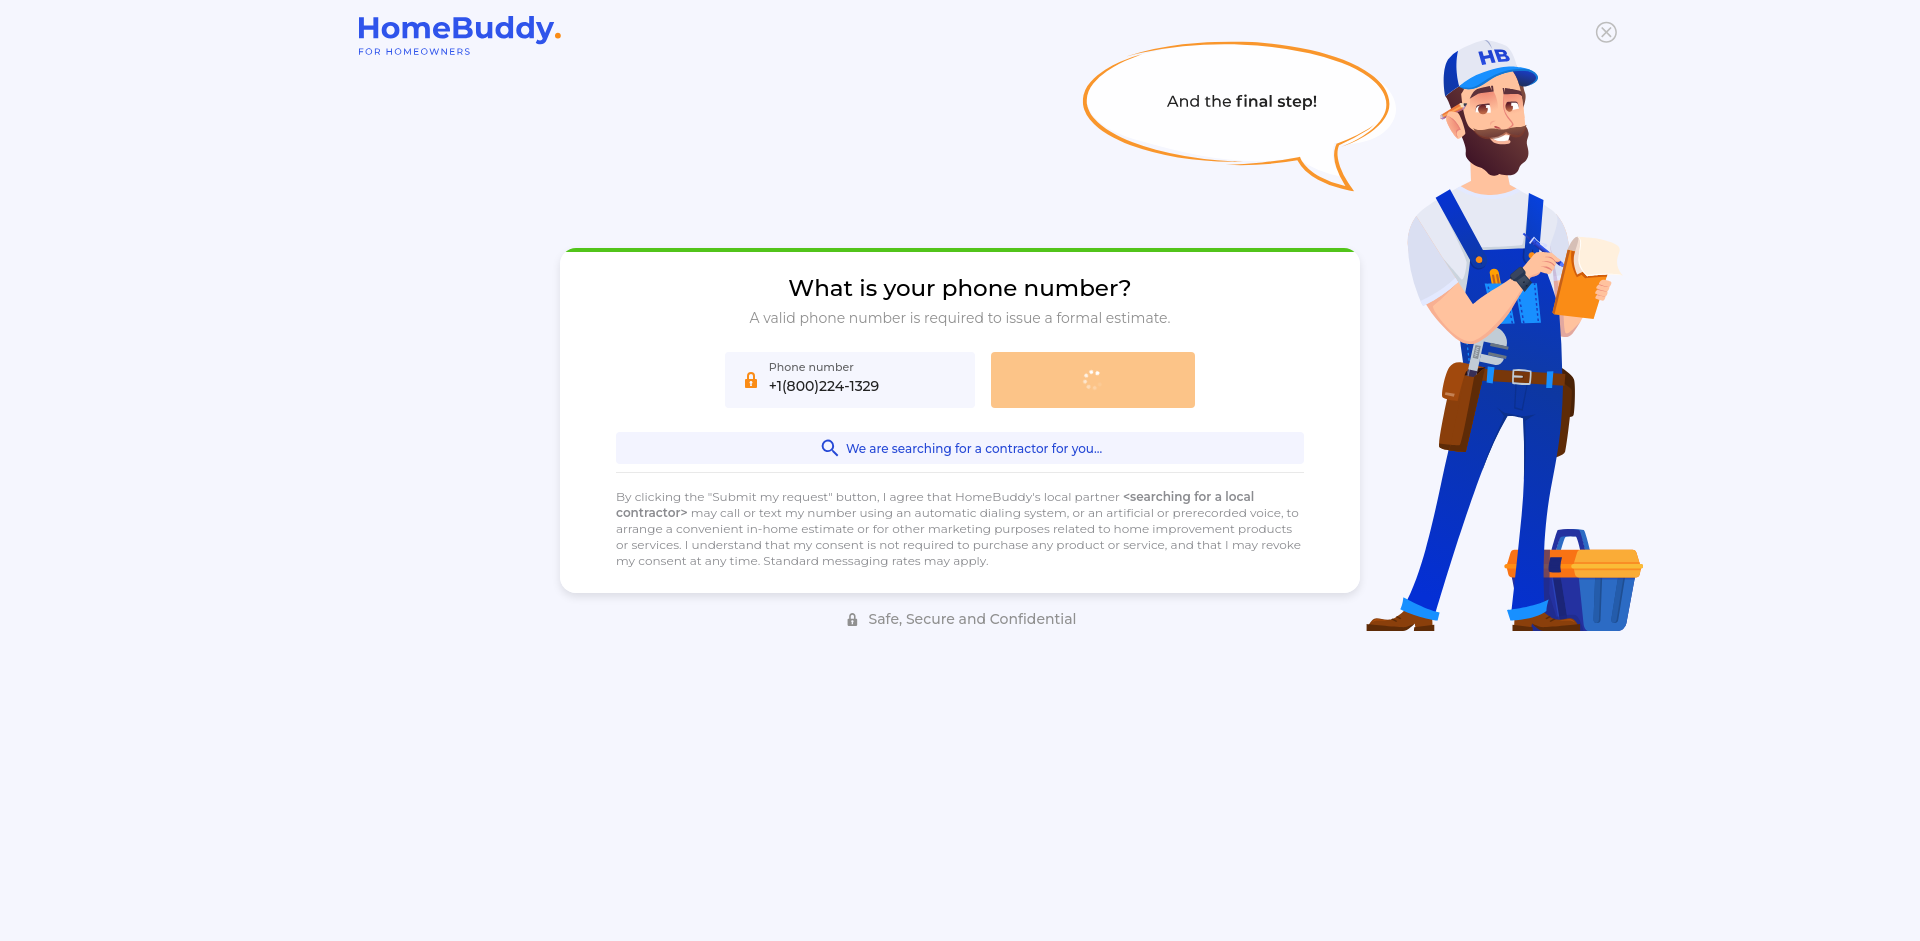 HomeBuddy.
FOR HOMEOWNERS
HB
And the final step!
What is your phone number?
A valid phone number is required to issue a formal estimate.
Phone number
+1(800)224-1329
We are searching for a contractor for you...
By clicking the "Submit my request" button, I agree that HomeBuddy's local partner <searching for a local
contractor> may call or text my number using an automatic dialing system, or an artificial or prerecorded voice, to
arrange a convenient in-home estimate or for other marketing purposes related to home improvement products
or services. I understand that my consent is not required to purchase any product or service, and that I may revoke
my consent at any time. Standard messaging rates may apply.
Safe, Secure and Confidential